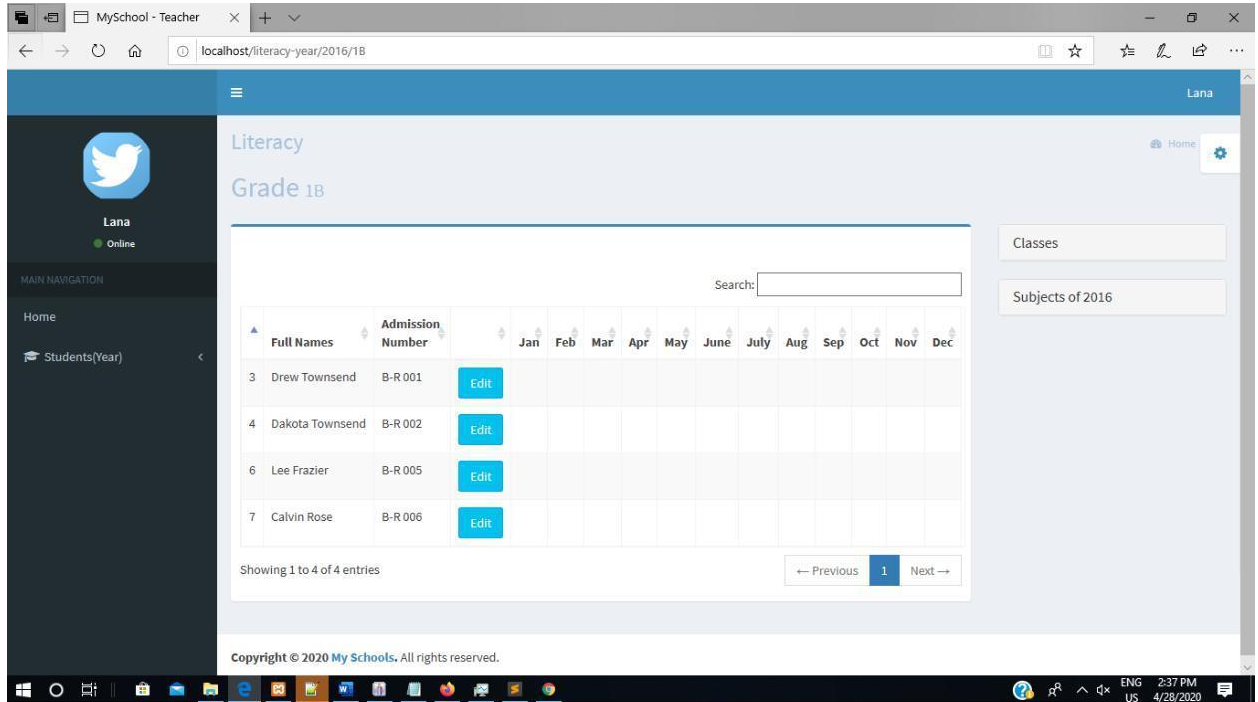 MySchool - Teacher
localhost/literacy-year/2016/1B
Lana
Literacy
Home
Grade 1B
Lana
Online
MAIN NAVIGATION
Home
Students(Year)
Classes
Subjects of 2016
Search:
Full Names Admission Number Jan Feb Mar Apr May June July Aug Sep Oct Nov Dec
3 Drew Townsend B-R 001 Edit
4 Dakota Townsend B-R 002 Edit
6 Lee Frazier B-R 005 Edit
7 Calvin Rose B-R 006 Edit
Showing 1 to 4 of 4 entries
← Previous 1 Next →
Copyright © 2020 My Schools. All rights reserved.
ENG 2:37 PM
US 4/28/2020